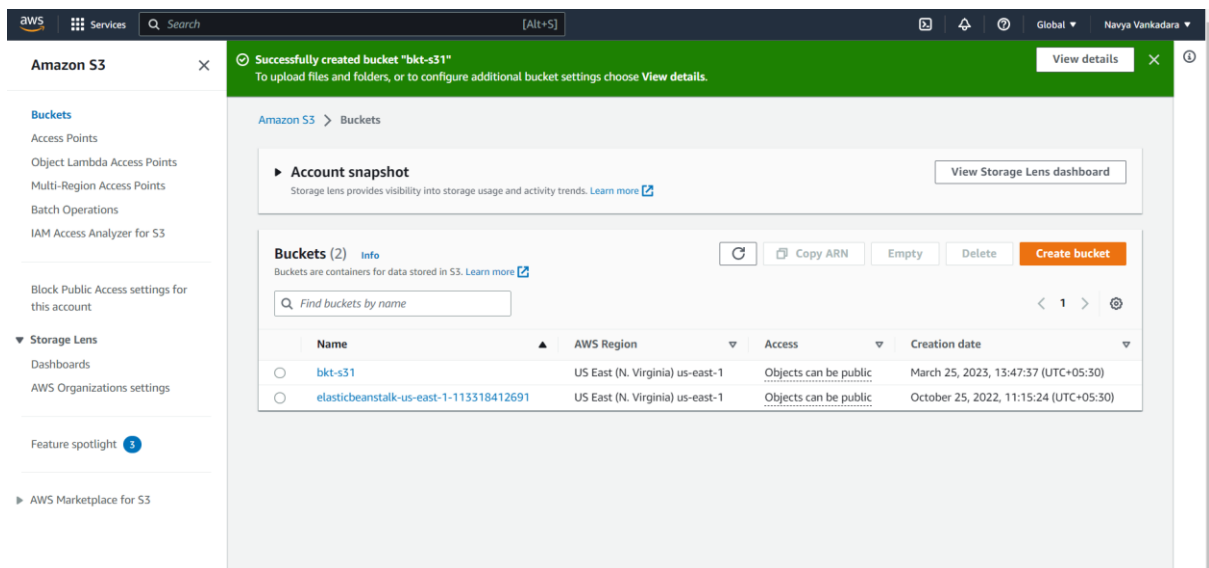 aws Services Search [Alt+S] Global ▼ Navya Vankadara ▼
Amazon S3
Buckets
Access Points
Object Lambda Access Points
Multi-Region Access Points
Batch Operations
IAM Access Analyzer for S3
Block Public Access settings for
this account
Storage Lens
Dashboards
AWS Organizations settings
Feature spotlight 3
AWS Marketplace for S3
Successfully created bucket "bkt-s31"
To upload files and folders, or to configure additional bucket settings choose View details.
View details
Amazon S3 > Buckets
Account snapshot
Storage lens provides visibility into storage usage and activity trends. Learn more
View Storage Lens dashboard
Buckets (2) Info
Buckets are containers for data stored in S3. Learn more
Copy ARN Empty Delete Create bucket
Find buckets by name
< 1 >
Name AWS Region Access Creation date
bkt-s31 US East (N. Virginia) us-east-1 Objects can be public March 25, 2023, 13:47:37 (UTC+05:30)
elasticbeanstalk-us-east-1-113318412691 US East (N. Virginia) us-east-1 Objects can be public October 25, 2022, 11:15:24 (UTC+05:30)